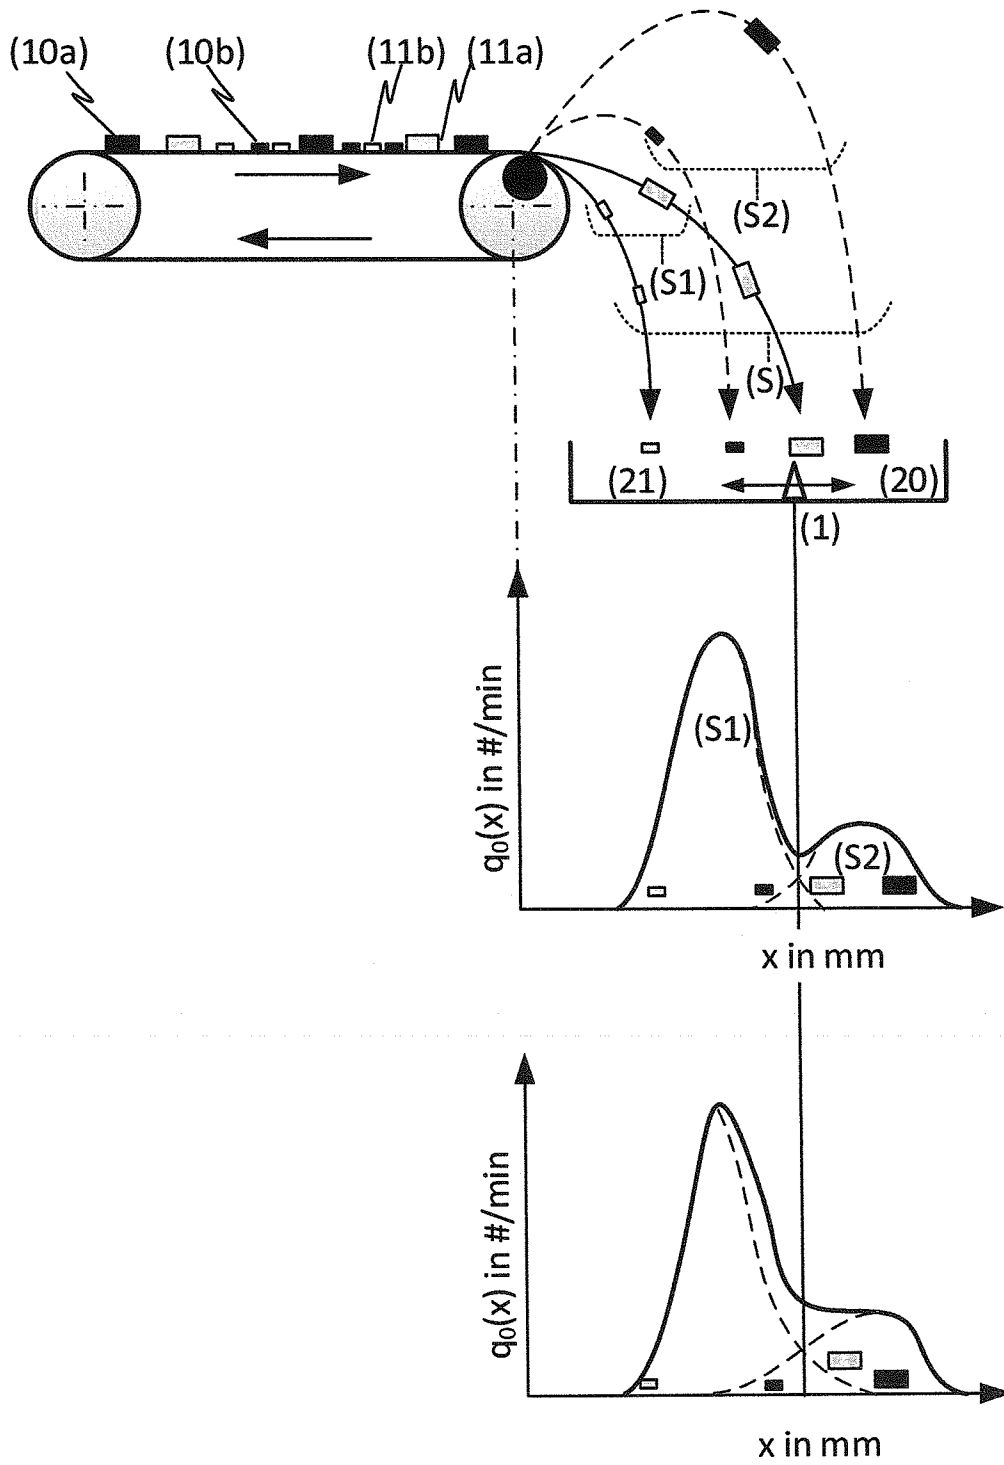 (10a) (10b) (11b) (11a)
(S2)
(S1)
(S)
(21) (20)
(1)
q₀(x) in #/min
(S1)
(S2)
x in mm
q₀(x) in #/min
x in mm